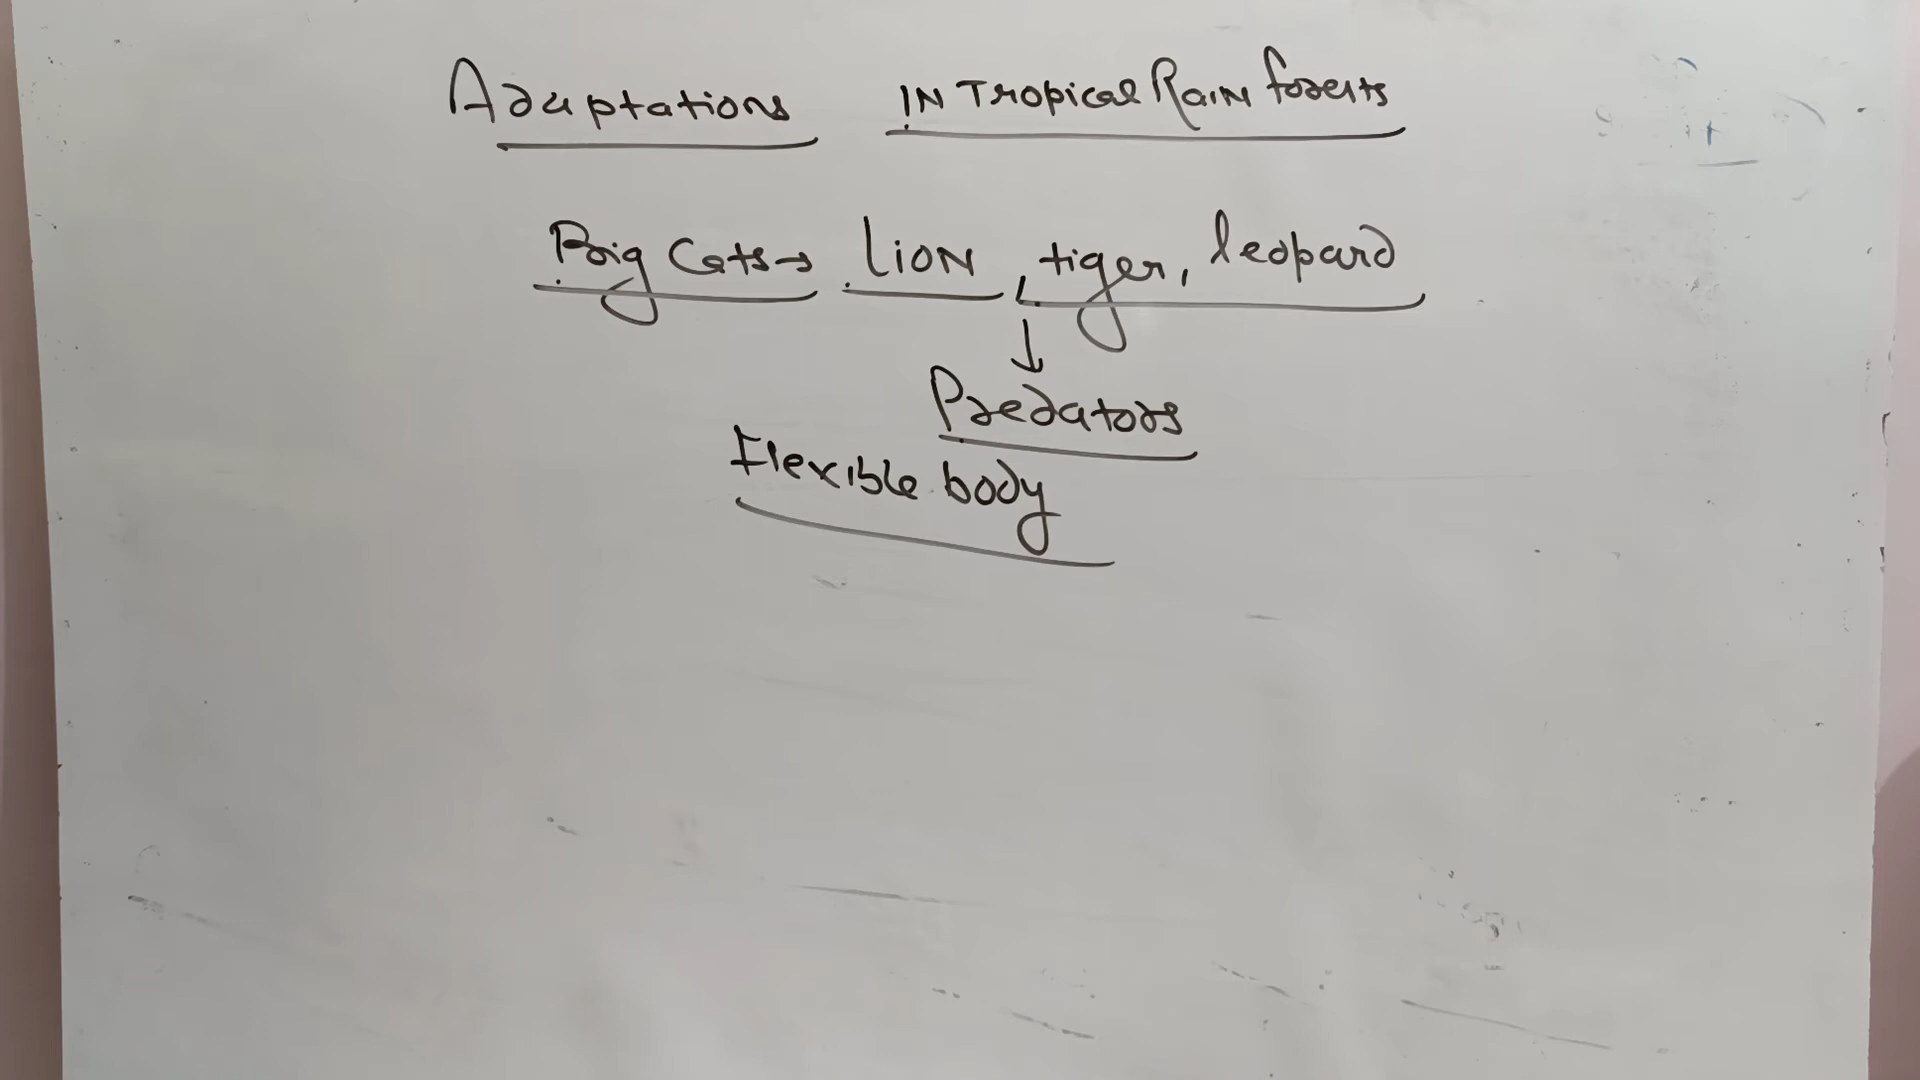 Adaptations IN Tropical Rain forests
Big Cats → Lion, tiger, leopard
↓
Predators
Flexible body